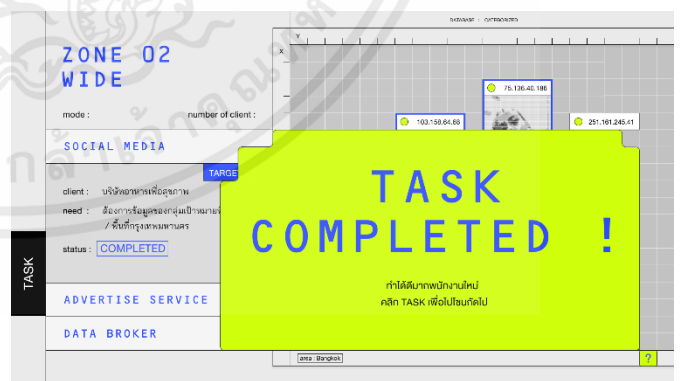 DATABASE : CATEGORIZED
ZONE 02
WIDE
mode :
number of client :
SOCIAL MEDIA
TARGE
client : บริษัทอาหารเพื่อสุขภาพ
need : ต้องการข้อมูลของกลุ่มเป้าหมาย
/ พื้นที่กรุงเทพมหานคร
status : COMPLETED
TASK
ADVERTISE SERVICE
DATA BROKER
Y
X
75.136.40.186
103.158.64.66
251.161.245.41
TASK
COMPLETED !
ทำได้ดีมากพนักงานใหม่
คลิก TASK เพื่อไปโซนถัดไป
area : Bangkok
?